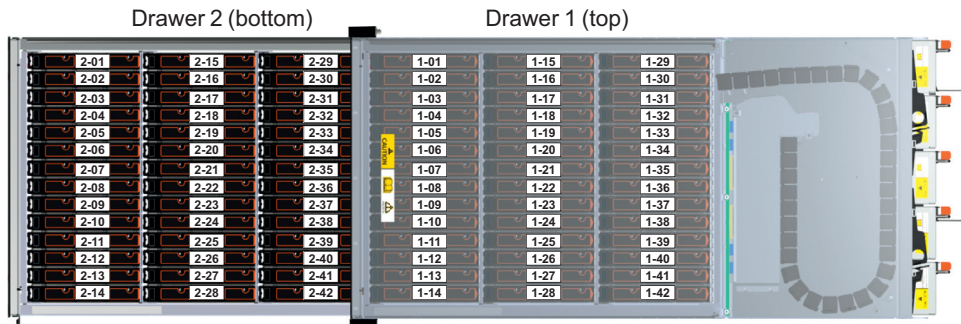 Drawer 2 (bottom) Drawer 1 (top)
2-01 2-15 2-29 1-01 1-15 1-29
2-02 2-16 2-30 1-02 1-16 1-30
2-03 2-17 2-31 1-03 1-17 1-31
2-04 2-18 2-32 1-04 1-18 1-32
2-05 2-19 2-33 1-05 1-19 1-33
2-06 2-20 2-34 1-06 1-20 1-34
2-07 2-21 2-35 1-07 1-21 1-35
2-08 2-22 2-36 1-08 1-22 1-36
2-09 2-23 2-37 1-09 1-23 1-37
2-10 2-24 2-38 1-10 1-24 1-38
2-11 2-25 2-39 1-11 1-25 1-39
2-12 2-26 2-40 1-12 1-26 1-40
2-13 2-27 2-41 1-13 1-27 1-41
2-14 2-28 2-42 1-14 1-28 1-42
CAUTION